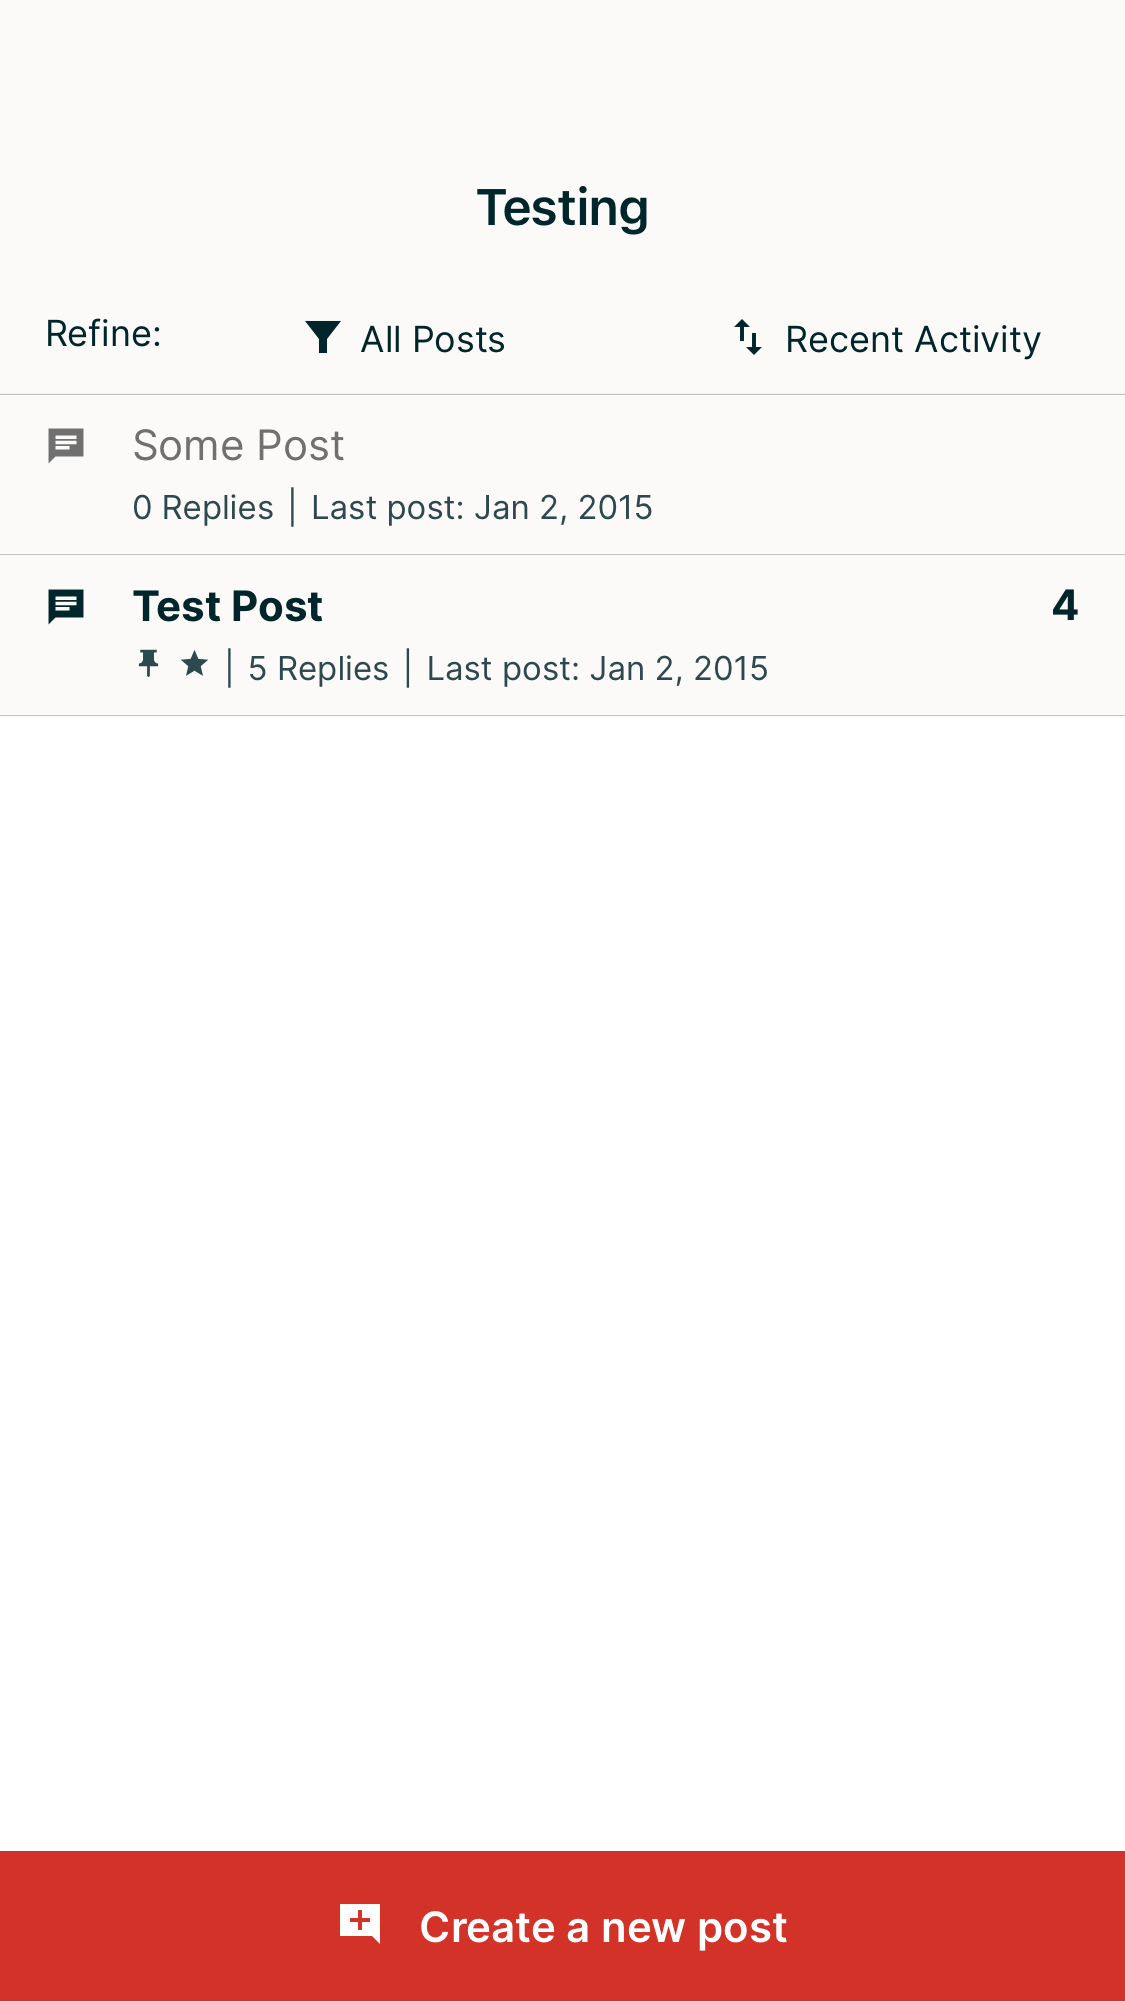 Testing
Refine: All Posts Recent Activity
Some Post
0 Replies | Last post: Jan 2, 2015
Test Post 4
| 5 Replies | Last post: Jan 2, 2015
Create a new post